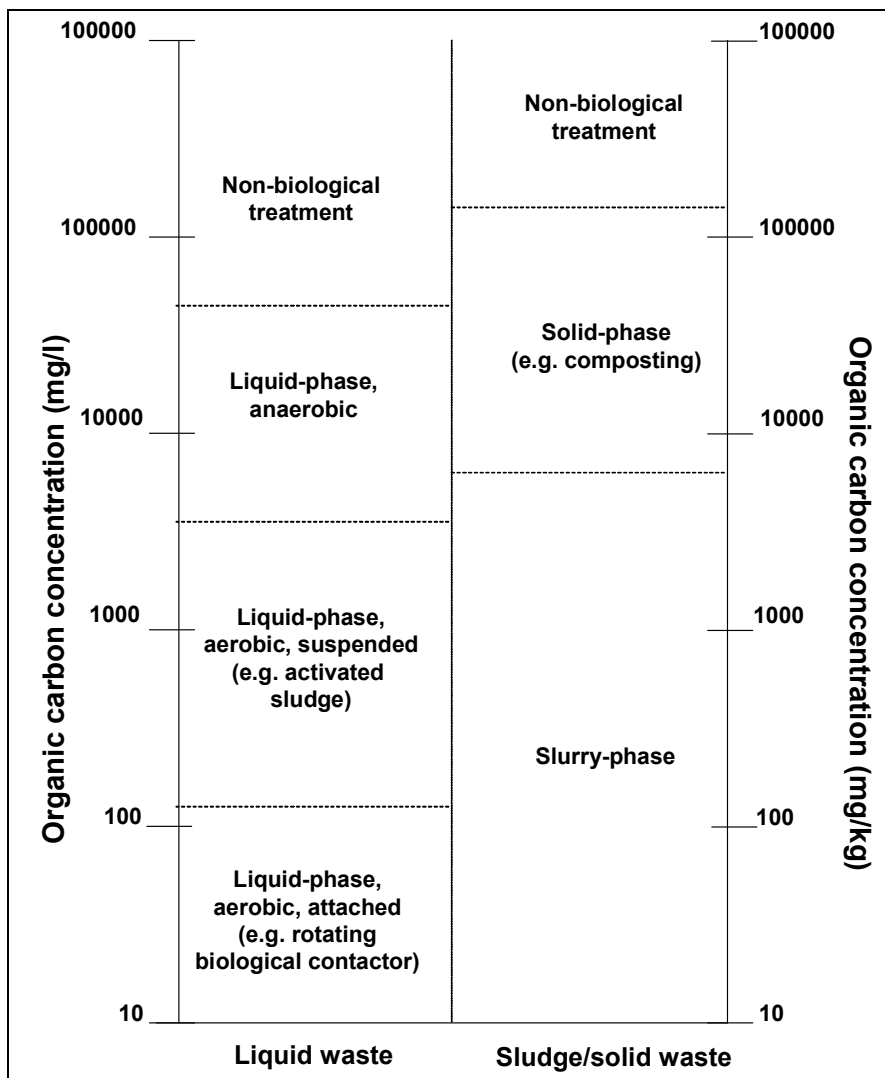 100000
100000
10000
1000
100
10
Organic carbon concentration (mg/l)
Non-biological
treatment
Liquid-phase,
anaerobic
Liquid-phase,
aerobic, suspended
(e.g. activated
sludge)
Liquid-phase,
aerobic, attached
(e.g. rotating
biological contactor)
Liquid waste
Non-biological
treatment
Solid-phase
(e.g. composting)
Slurry-phase
Sludge/solid waste
100000
100000
10000
1000
100
10
Organic carbon concentration (mg/kg)